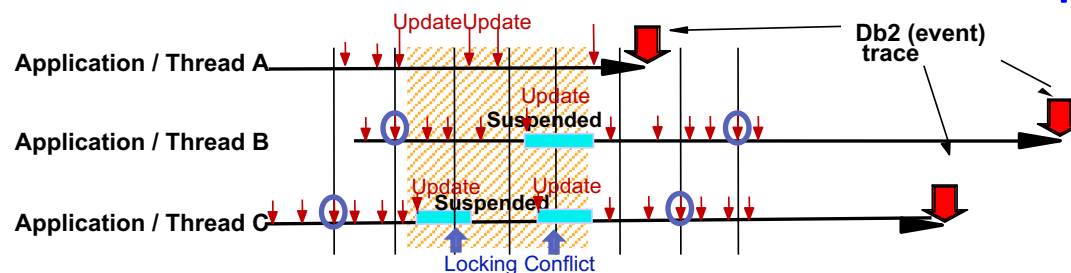 UpdateUpdate
Db2 (event)
trace
Application / Thread A
Update
Suspended
Application / Thread B
Update
Update
Suspended
Application / Thread C
Locking Conflict